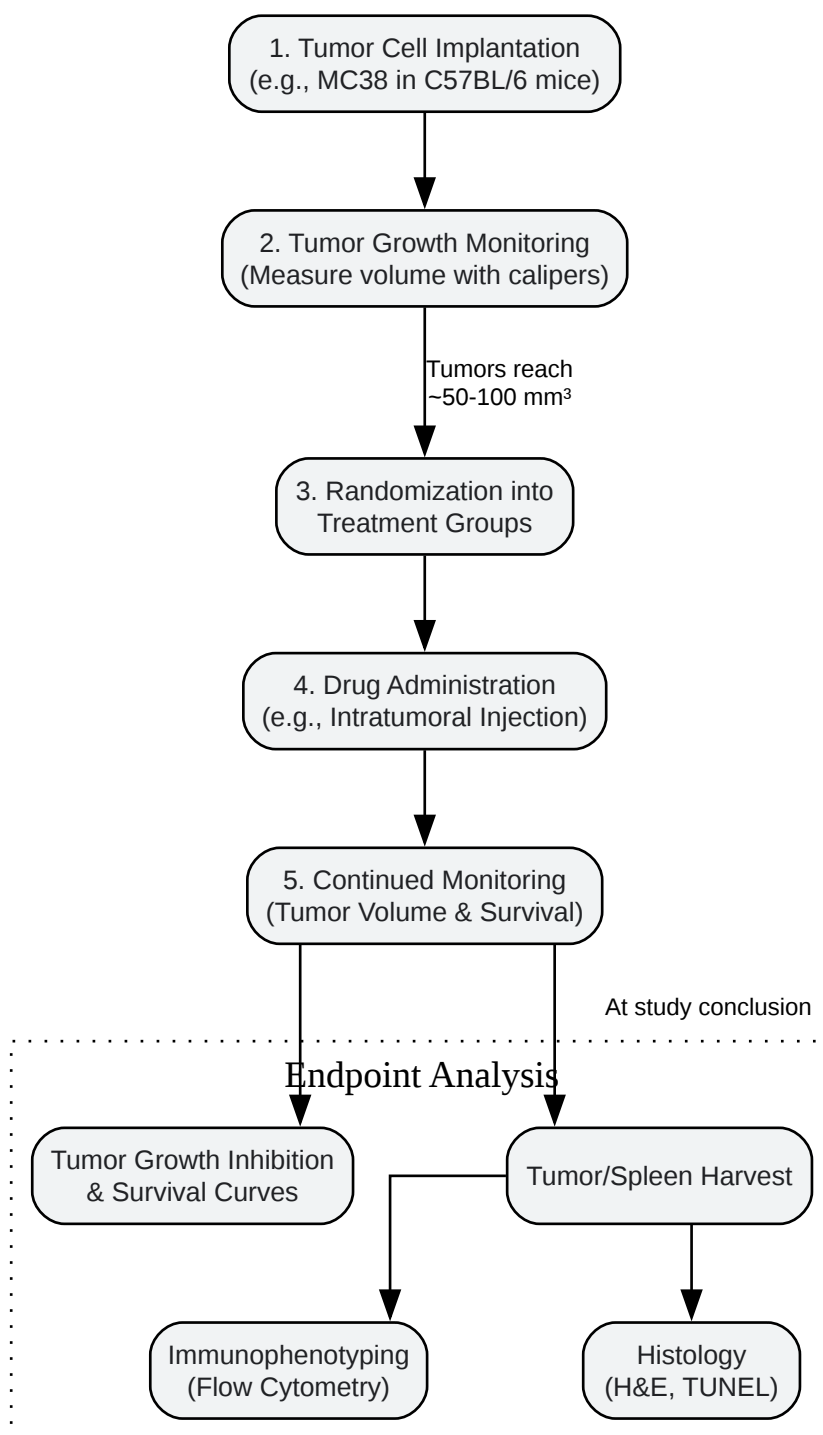 1. Tumor Cell Implantation
(e.g., MC38 in C57BL/6 mice)
2. Tumor Growth Monitoring
(Measure volume with calipers)
Tumors reach
~50-100 mm³
3. Randomization into
Treatment Groups
4. Drug Administration
(e.g., Intratumoral Injection)
5. Continued Monitoring
(Tumor Volume & Survival)
At study conclusion
Endpoint Analysis
Tumor Growth Inhibition
& Survival Curves
Tumor/Spleen Harvest
Immunophenotyping
(Flow Cytometry)
Histology
(H&E, TUNEL)